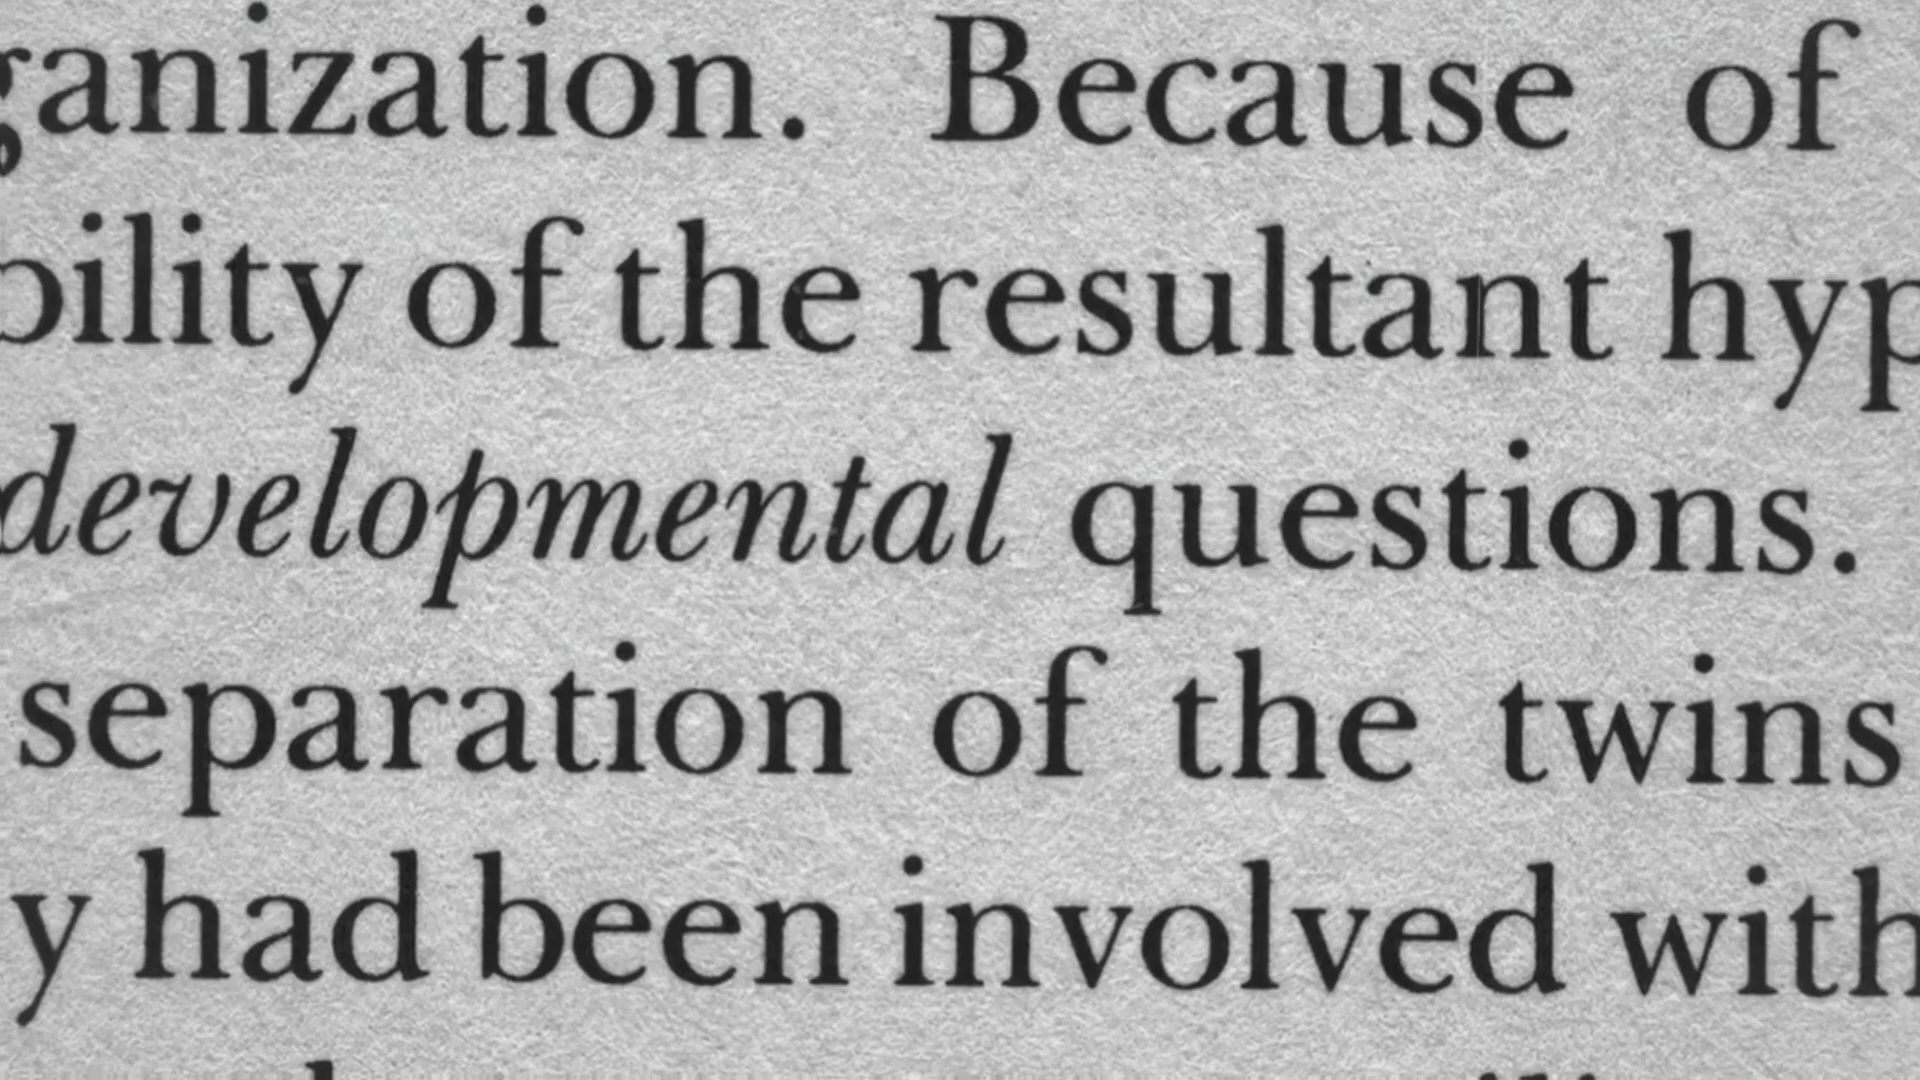 ganization. Because of
bility of the resultant hyp
developmental questions.
separation of the twins
y had been involved with